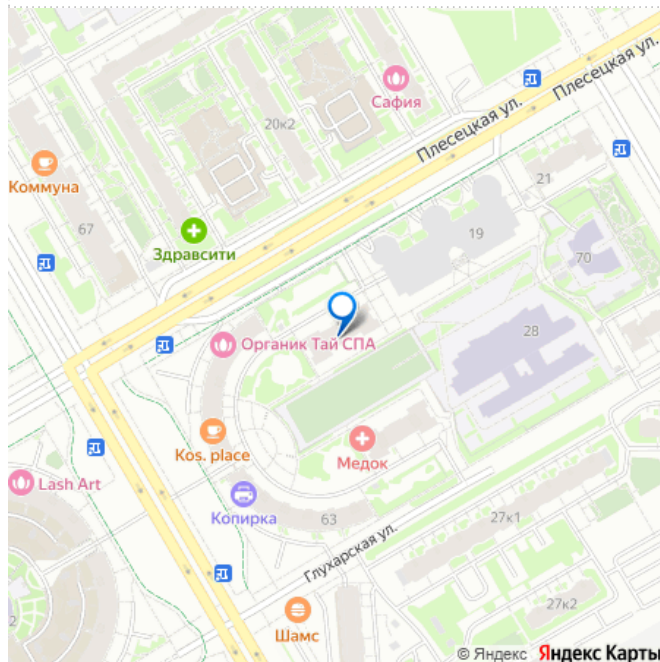 Сафия
Плесецкая ул.
Плесецкая ул.
20к2
Коммуна
67
21
Здравсити
19
70
28
Органик Тай СПА
Kos. place
Медок
Lash Art
Копирка
63
27к1
Глухарская ул.
27к2
Шамс
2
© Яндекс Яндекс Карты